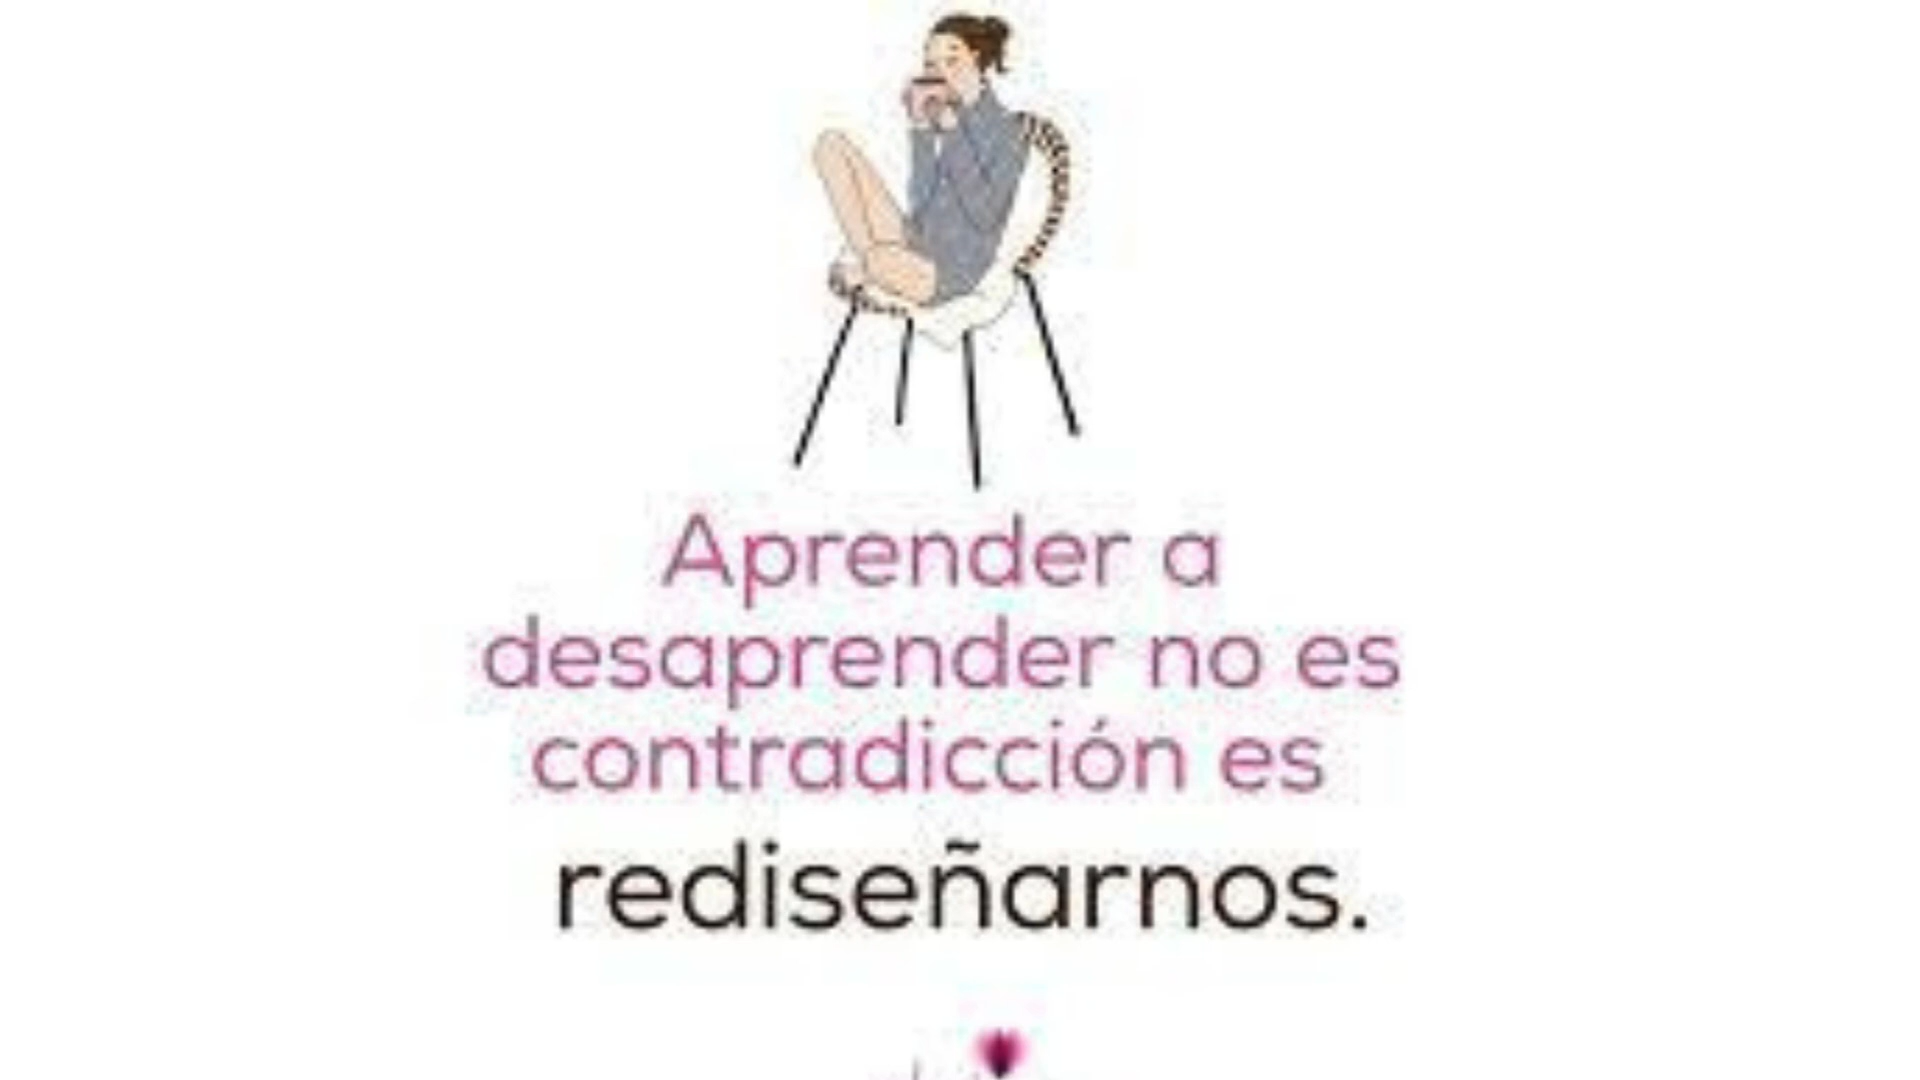 Aprender a
desaprender no es
contradicción es
rediseñarnos.